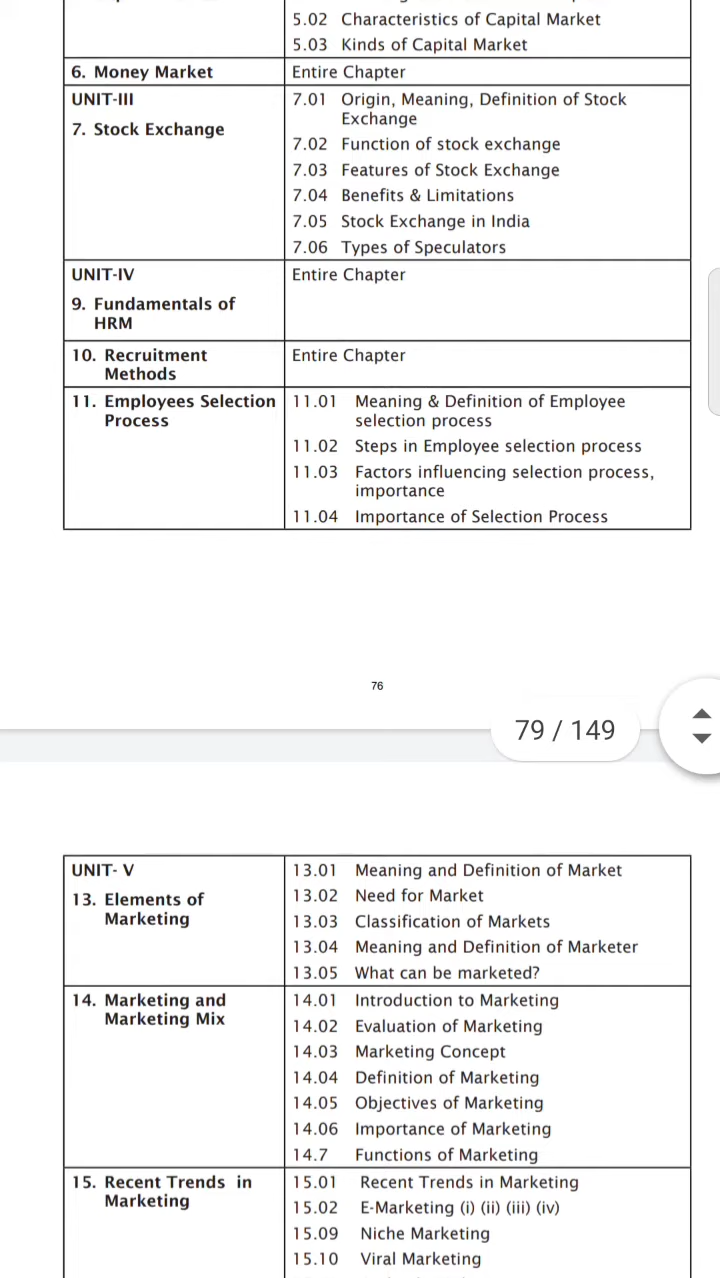 5.02 Characteristics of Capital Market
5.03 Kinds of Capital Market
6. Money Market
Entire Chapter
UNIT-III
7. Stock Exchange
7.01 Origin, Meaning, Definition of Stock
Exchange
7.02 Function of stock exchange
7.03 Features of Stock Exchange
7.04 Benefits & Limitations
7.05 Stock Exchange in India
7.06 Types of Speculators
UNIT-IV
9. Fundamentals of
HRM
Entire Chapter
10. Recruitment
Methods
Entire Chapter
11. Employees Selection
Process
11.01 Meaning & Definition of Employee
selection process
11.02 Steps in Employee selection process
11.03 Factors influencing selection process,
importance
11.04 Importance of Selection Process
76
79 / 149
UNIT- V
13. Elements of
Marketing
13.01 Meaning and Definition of Market
13.02 Need for Market
13.03 Classification of Markets
13.04 Meaning and Definition of Marketer
13.05 What can be marketed?
14. Marketing and
Marketing Mix
14.01 Introduction to Marketing
14.02 Evaluation of Marketing
14.03 Marketing Concept
14.04 Definition of Marketing
14.05 Objectives of Marketing
14.06 Importance of Marketing
14.7 Functions of Marketing
15. Recent Trends in
Marketing
15.01 Recent Trends in Marketing
15.02 E-Marketing (i) (ii) (iii) (iv)
15.09 Niche Marketing
15.10 Viral Marketing